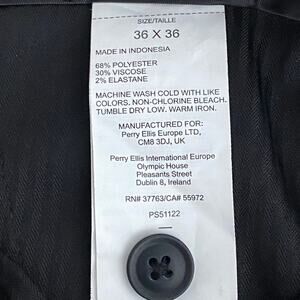 SIZE/TAILLE
36 X 36
MADE IN INDONESIA
68% POLYESTER
30% VISCOSE
2% ELASTANE
MACHINE WASH COLD WITH LIKE
COLORS. NON-CHLORINE BLEACH.
TUMBLE DRY LOW. WARM IRON.
MANUFACTURED FOR:
Perry Ellis Europe LTD,
CM8 3DJ, UK
Perry Ellis International Europe
Olympic House
Pleasants Street
Dublin 8, Ireland
RN# 37763/CA# 55972
PS51122